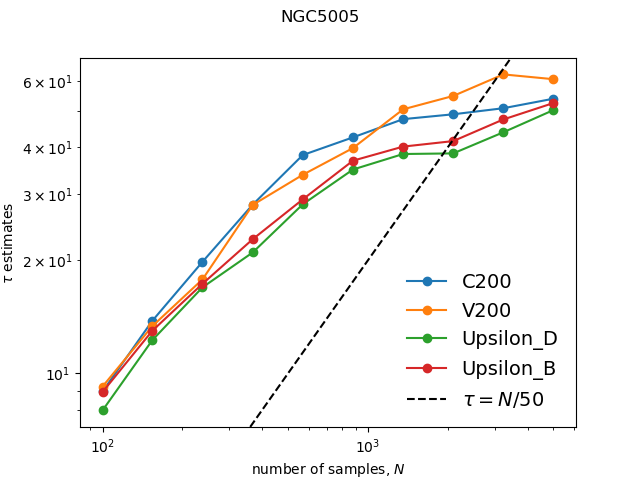 NGC5005
τ estimates
6 × 10¹
4 × 10¹
3 × 10¹
2 × 10¹
10¹
C200
V200
Upsilon_D
Upsilon_B
τ = N/50
10² 10³
number of samples, N